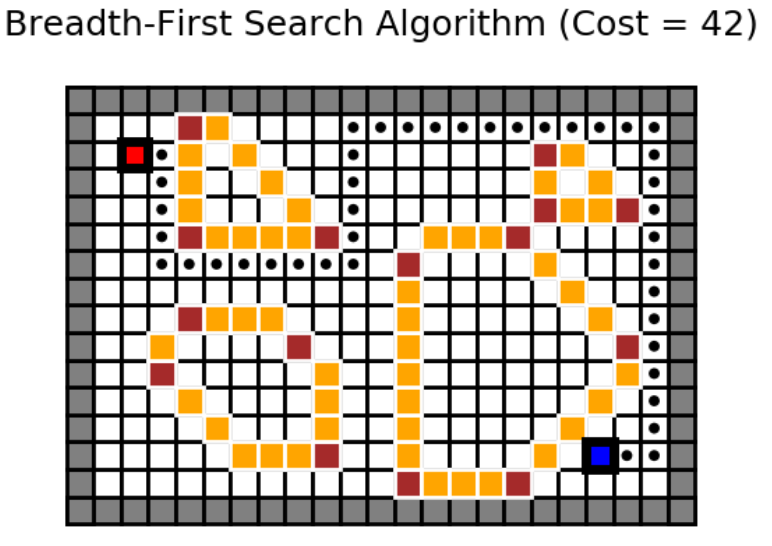 Breadth-First Search Algorithm (Cost = 42)